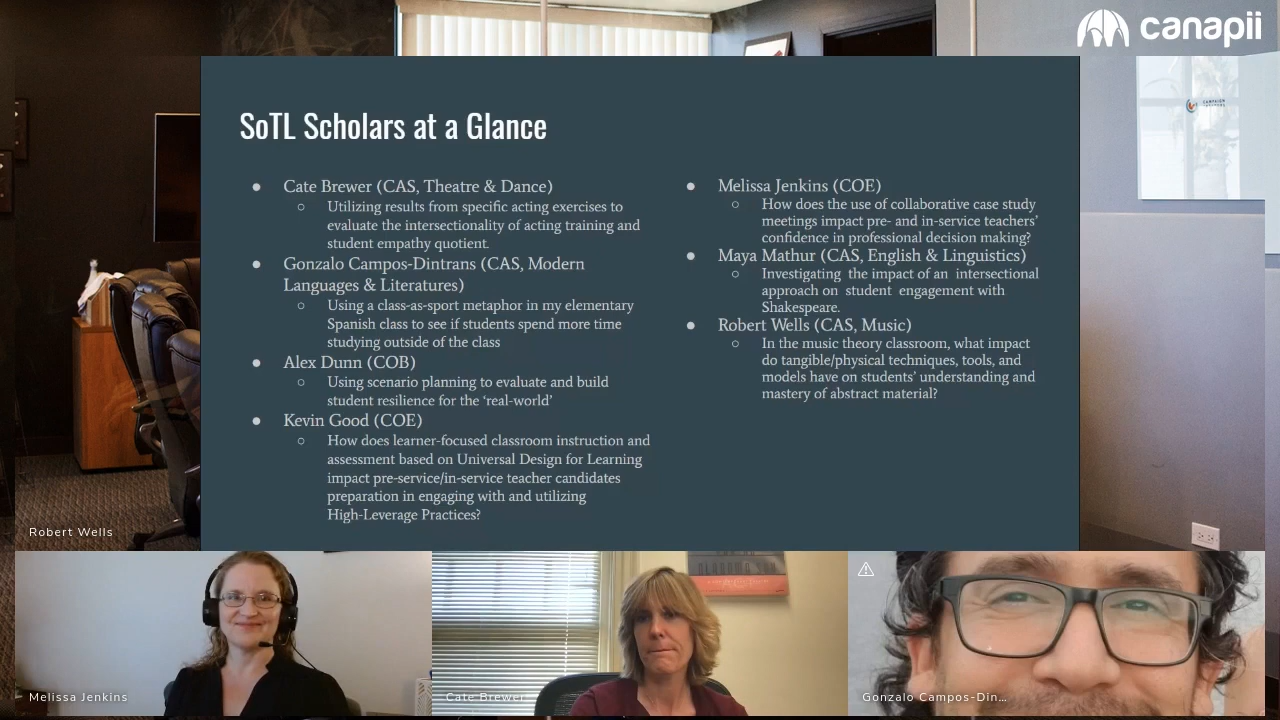 canapii
SoTL Scholars at a Glance
● Cate Brewer (CAS, Theatre & Dance)
○ Utilizing results from specific acting exercises to
evaluate the intersectionality of acting training and
student empathy quotient.
● Gonzalo Campos-Dintrans (CAS, Modern
Languages & Literatures)
○ Using a class-as-sport metaphor in my elementary
Spanish class to see if students spend more time
studying outside of the class
● Alex Dunn (COB)
○ Using scenario planning to evaluate and build
student resilience for the ‘real-world’
● Kevin Good (COE)
○ How does learner-focused classroom instruction and
assessment based on Universal Design for Learning
impact pre-service/in-service teacher candidates
preparation in engaging with and utilizing
High-Leverage Practices?
● Melissa Jenkins (COE)
○ How does the use of collaborative case study
meetings impact pre- and in-service teachers’
confidence in professional decision making?
● Maya Mathur (CAS, English & Linguistics)
○ Investigating the impact of an intersectional
approach on student engagement with
Shakespeare.
● Robert Wells (CAS, Music)
○ In the music theory classroom, what impact
do tangible/physical techniques, tools, and
models have on students’ understanding and
mastery of abstract material?
Robert Wells
Melissa Jenkins
Cate Brewer
Gonzalo Campos-Din...